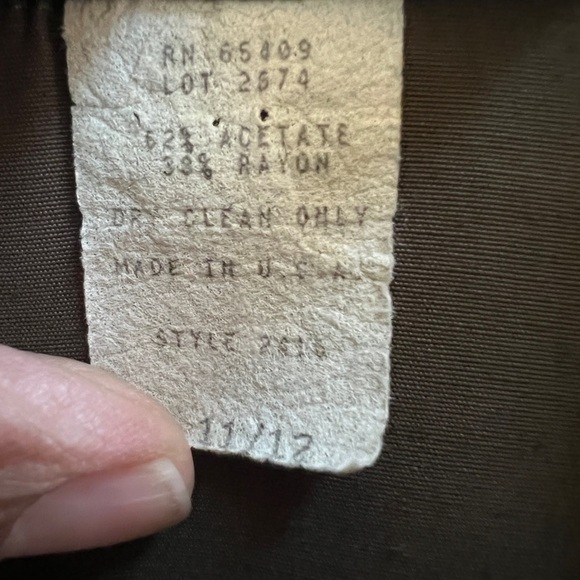 RN 65409
LOT 2674
62% ACETATE
38% RAYON
DRY CLEAN ONLY
MADE IN U.S.A.
STYLE
11/12